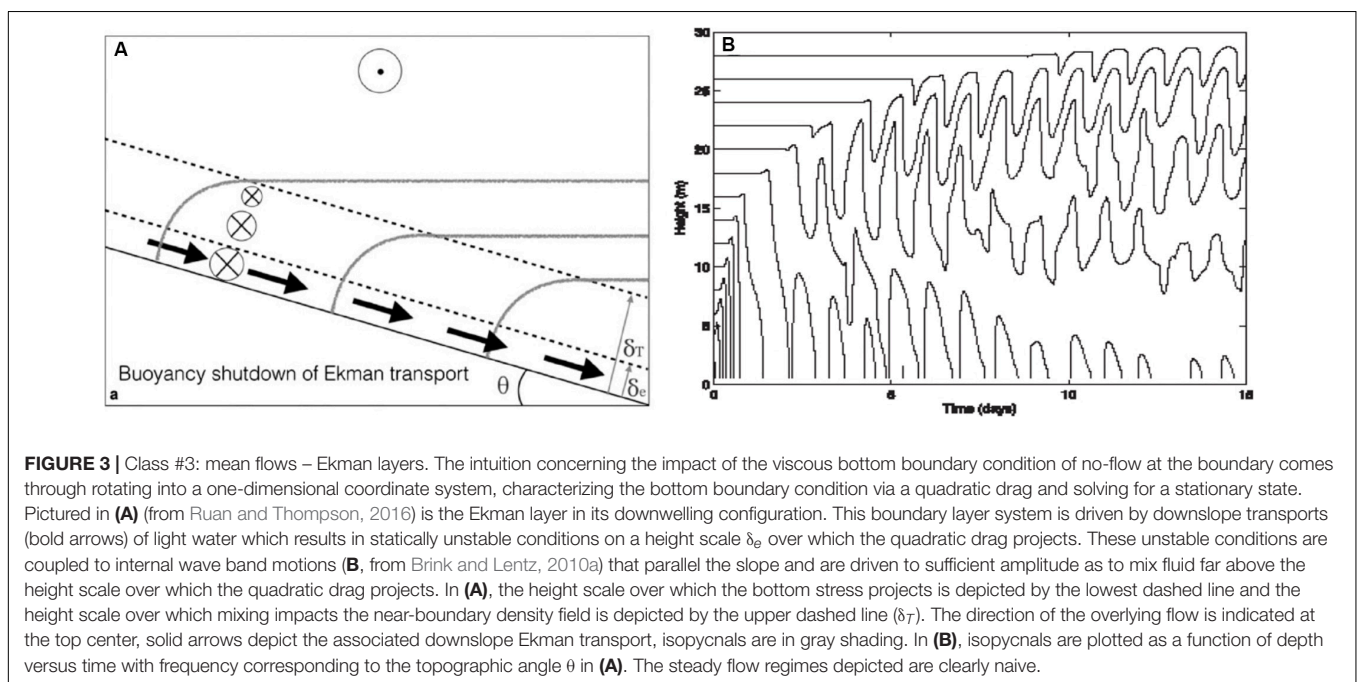 A
Buoyancy shutdown of Ekman transport
a
θ
δT
δe
B
Height (m)
30
25
20
15
10
5
0
0
5
10
15
Time (days)
FIGURE 3 | Class #3: mean flows – Ekman layers. The intuition concerning the impact of the viscous bottom boundary condition of no-flow at the boundary comes
through rotating into a one-dimensional coordinate system, characterizing the bottom boundary condition via a quadratic drag and solving for a stationary state.
Pictured in (A) (from Ruan and Thompson, 2016) is the Ekman layer in its downwelling configuration. This boundary layer system is driven by downslope transports
(bold arrows) of light water which results in statically unstable conditions on a height scale δe over which the quadratic drag projects. These unstable conditions are
coupled to internal wave band motions (B, from Brink and Lentz, 2010a) that parallel the slope and are driven to sufficient amplitude as to mix fluid far above the
height scale over which the quadratic drag projects. In (A), the height scale over which the bottom stress projects is depicted by the lowest dashed line and the
height scale over which mixing impacts the near-boundary density field is depicted by the upper dashed line (δT). The direction of the overlying flow is indicated at
the top center, solid arrows depict the associated downslope Ekman transport, isopycnals are in gray shading. In (B), isopycnals are plotted as a function of depth
versus time with frequency corresponding to the topographic angle θ in (A). The steady flow regimes depicted are clearly naive.